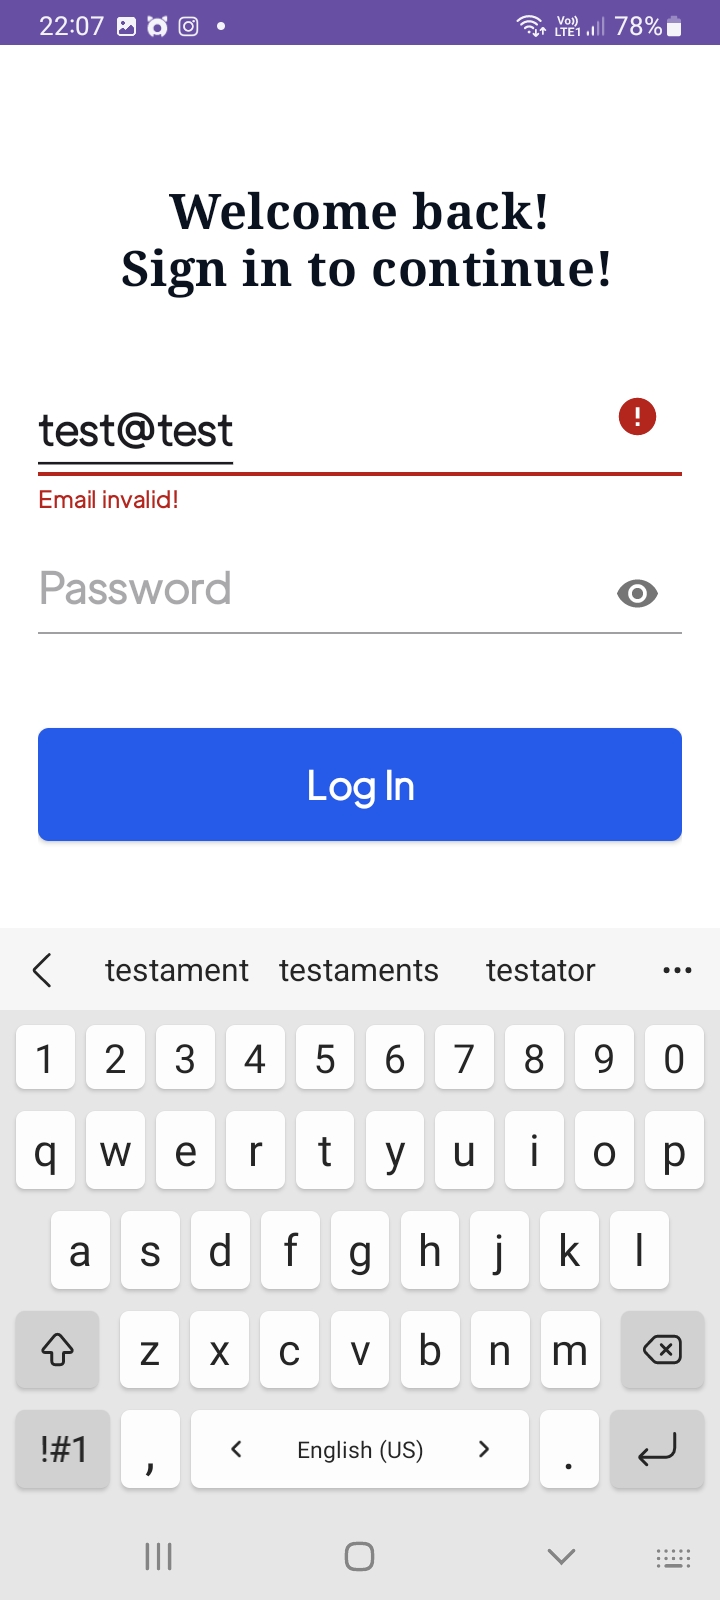 22:07 Vo)) LTE1 78%
Welcome back!
Sign in to continue!
test@test
Email invalid!
Password
Log In
testament testaments testator
1 2 3 4 5 6 7 8 9 0
q w e r t y u i o p
a s d f g h j k l
z x c v b n m
!#1 , English (US) .